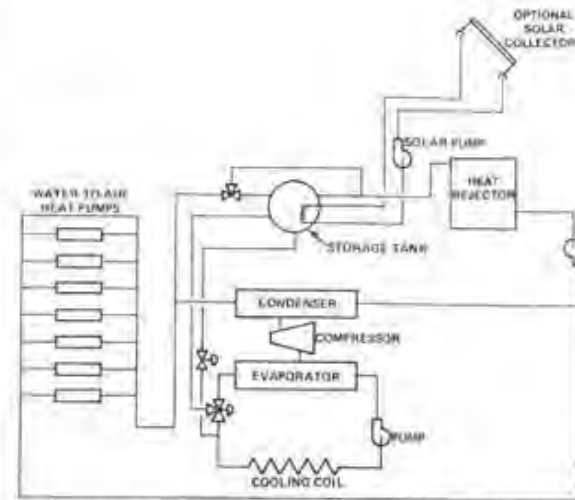 OPTIONAL
SOLAR
COLLECTOR
SOLAR PUMP
HEAT
REJECTOR
WATER TO AIR
HEAT PUMPS
STORAGE TANK
CONDENSER
COMPRESSOR
EVAPORATOR
PUMP
COOLING COIL